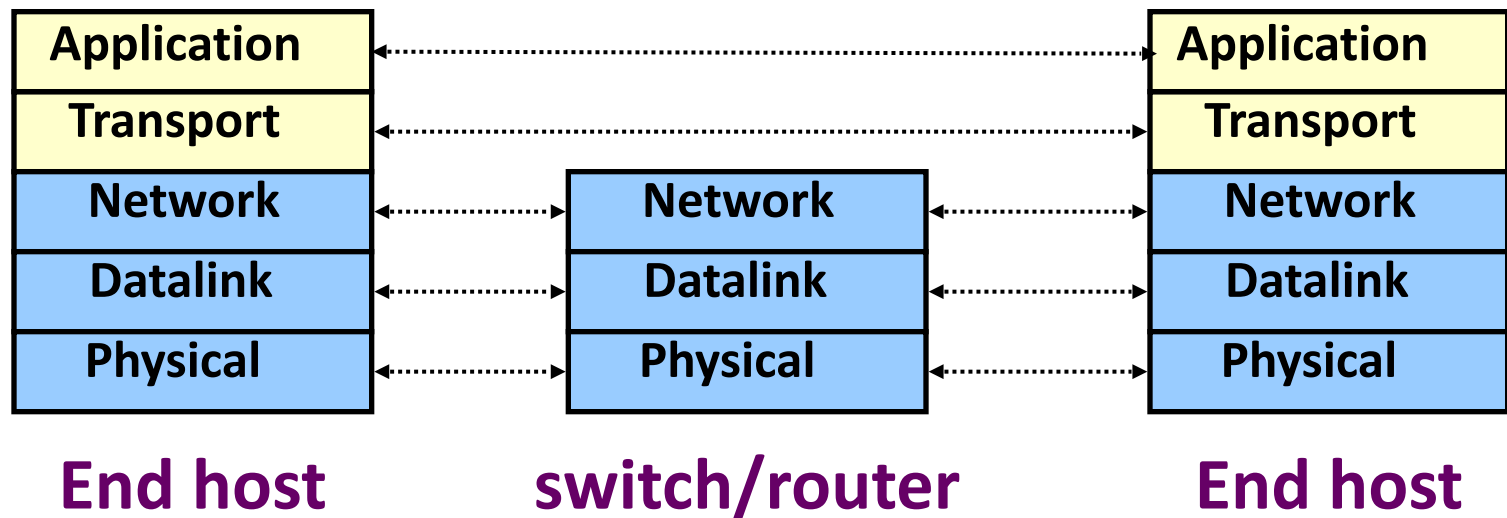 Application Application
Transport Transport
Network Network Network
Datalink Datalink Datalink
Physical Physical Physical
End host switch/router End host